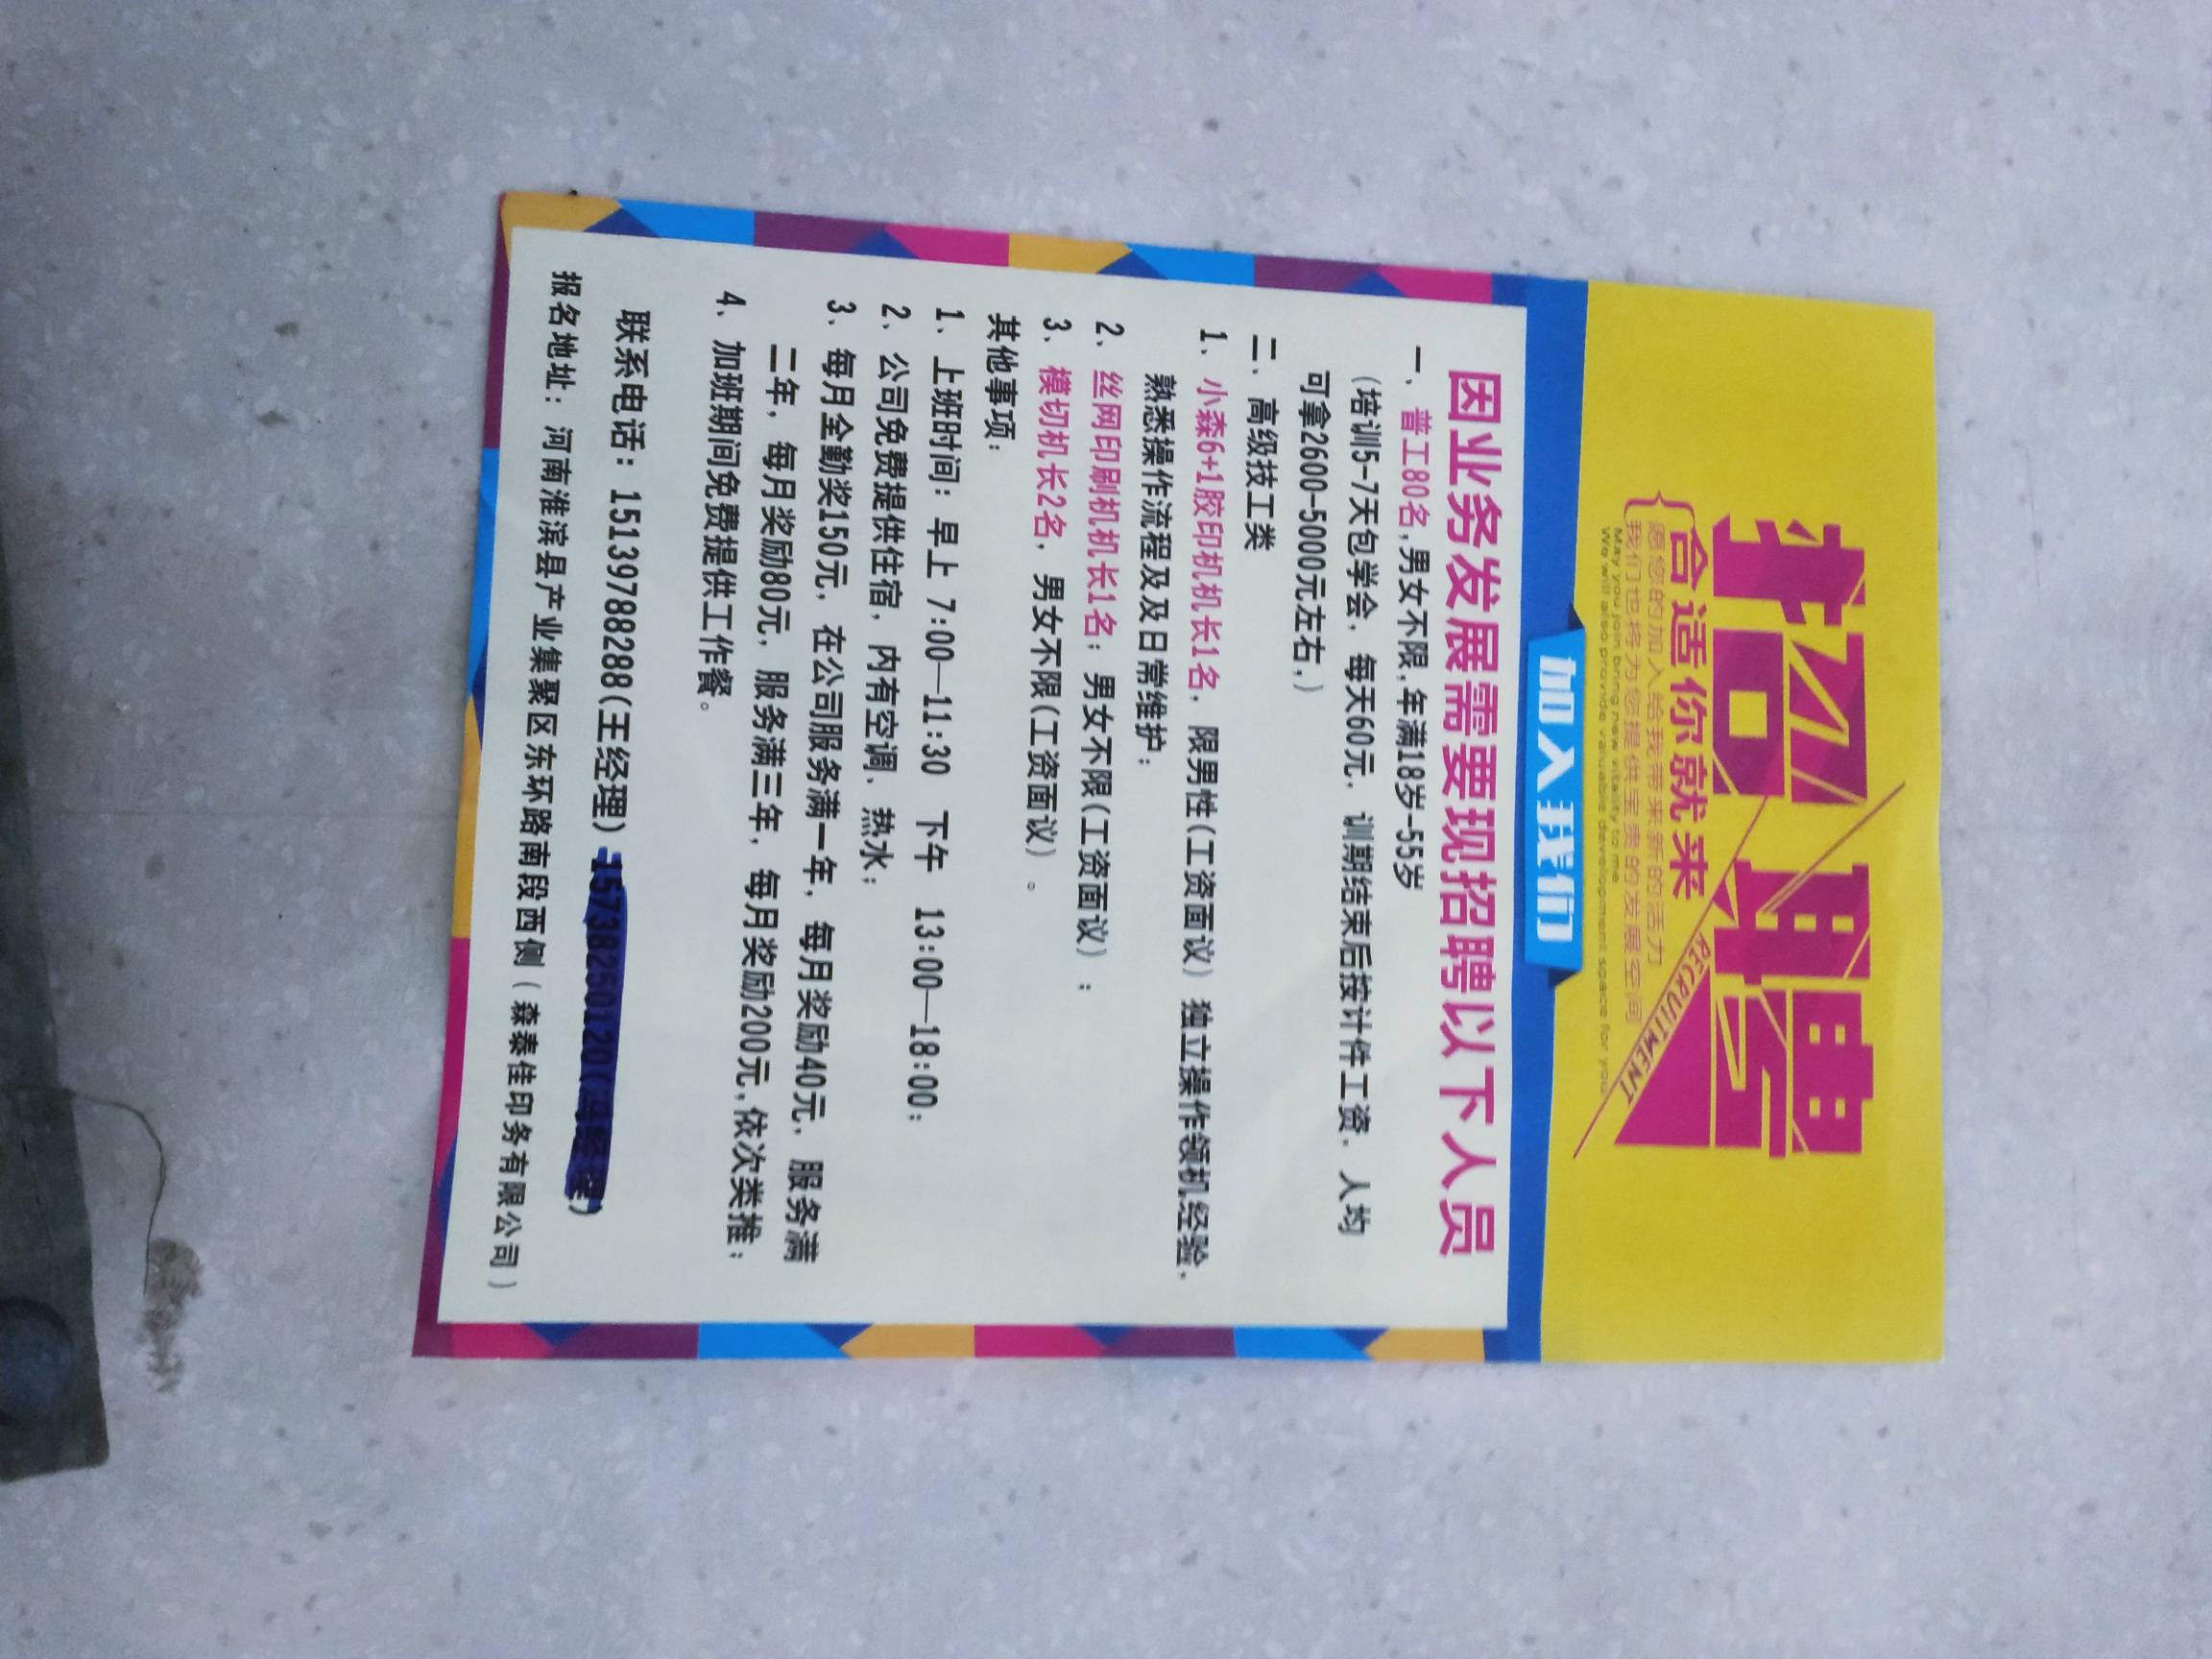 招聘
RECRUITMENT
合适你就来
愿您的加入给我带来新的活力
我们也将为您提供宝贵的发展空间
May you join bring new vitality to me
We will also provide valuable development space for you
加入我们
因业务发展需要现招聘以下人员
一、普工80名,男女不限,年满18岁-55岁
(培训5-7天包学会，每天60元，训期结束后按计件工资，人均
可拿2600-5000元左右，)
二、高级技工类
1、小森6+1胶印机机长1名，限男性(工资面议)独立操作领机经验，
熟悉操作流程及及日常维护；
2、丝网印刷机机长1名；男女不限(工资面议)；
3、模切机长2名，男女不限(工资面议)。
其他事项：
1、上班时间：早上 7:00—11:30 下午 13:00—18:00；
2、公司免费提供住宿，内有空调、热水；
3、每月全勤奖150元，在公司服务满一年，每月奖励40元，服务满
二年，每月奖励80元，服务满三年，每月奖励200元,依次类推；
4、加班期间免费提供工作餐。
联系电话：15139788288(王经理)
报名地址：河南淮滨县产业集聚区东环路南段西侧（森泰佳印务有限公司）